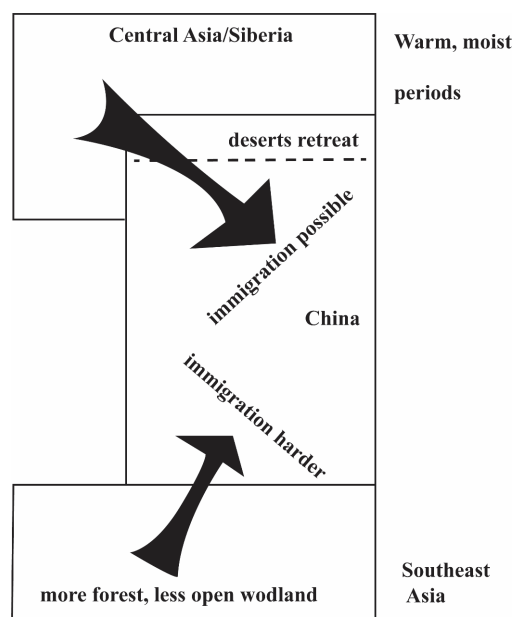 Central Asia/Siberia
Warm, moist
periods
deserts retreat
immigration possible
China
immigration harder
Southeast
Asia
more forest, less open wodland